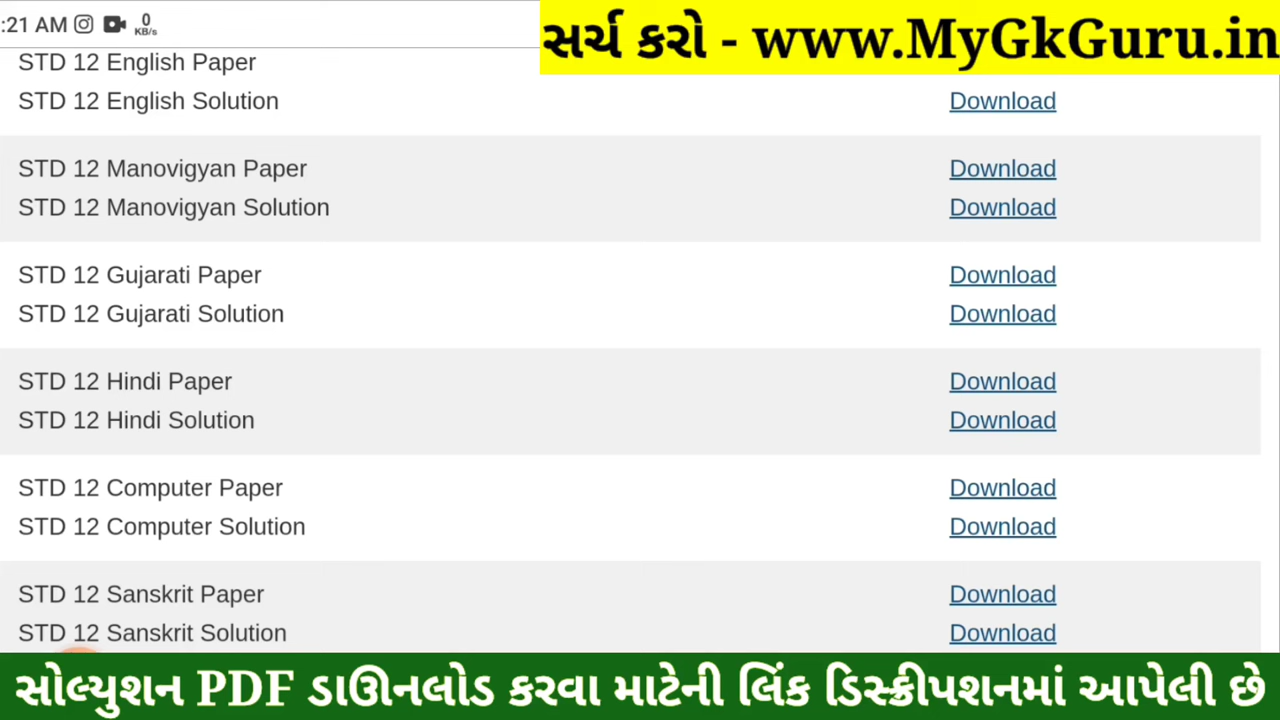 :21 AM 0 KB/s
સર્ચ કરો - www.MyGkGuru.in
STD 12 English Paper
STD 12 English Solution Download
STD 12 Manovigyan Paper Download
STD 12 Manovigyan Solution Download
STD 12 Gujarati Paper Download
STD 12 Gujarati Solution Download
STD 12 Hindi Paper Download
STD 12 Hindi Solution Download
STD 12 Computer Paper Download
STD 12 Computer Solution Download
STD 12 Sanskrit Paper Download
STD 12 Sanskrit Solution Download
સોલ્યુશન PDF ડાઊનલોડ કરવા માટેની લિંક ડિસ્ક્રીપશનમાં આપેલી છે